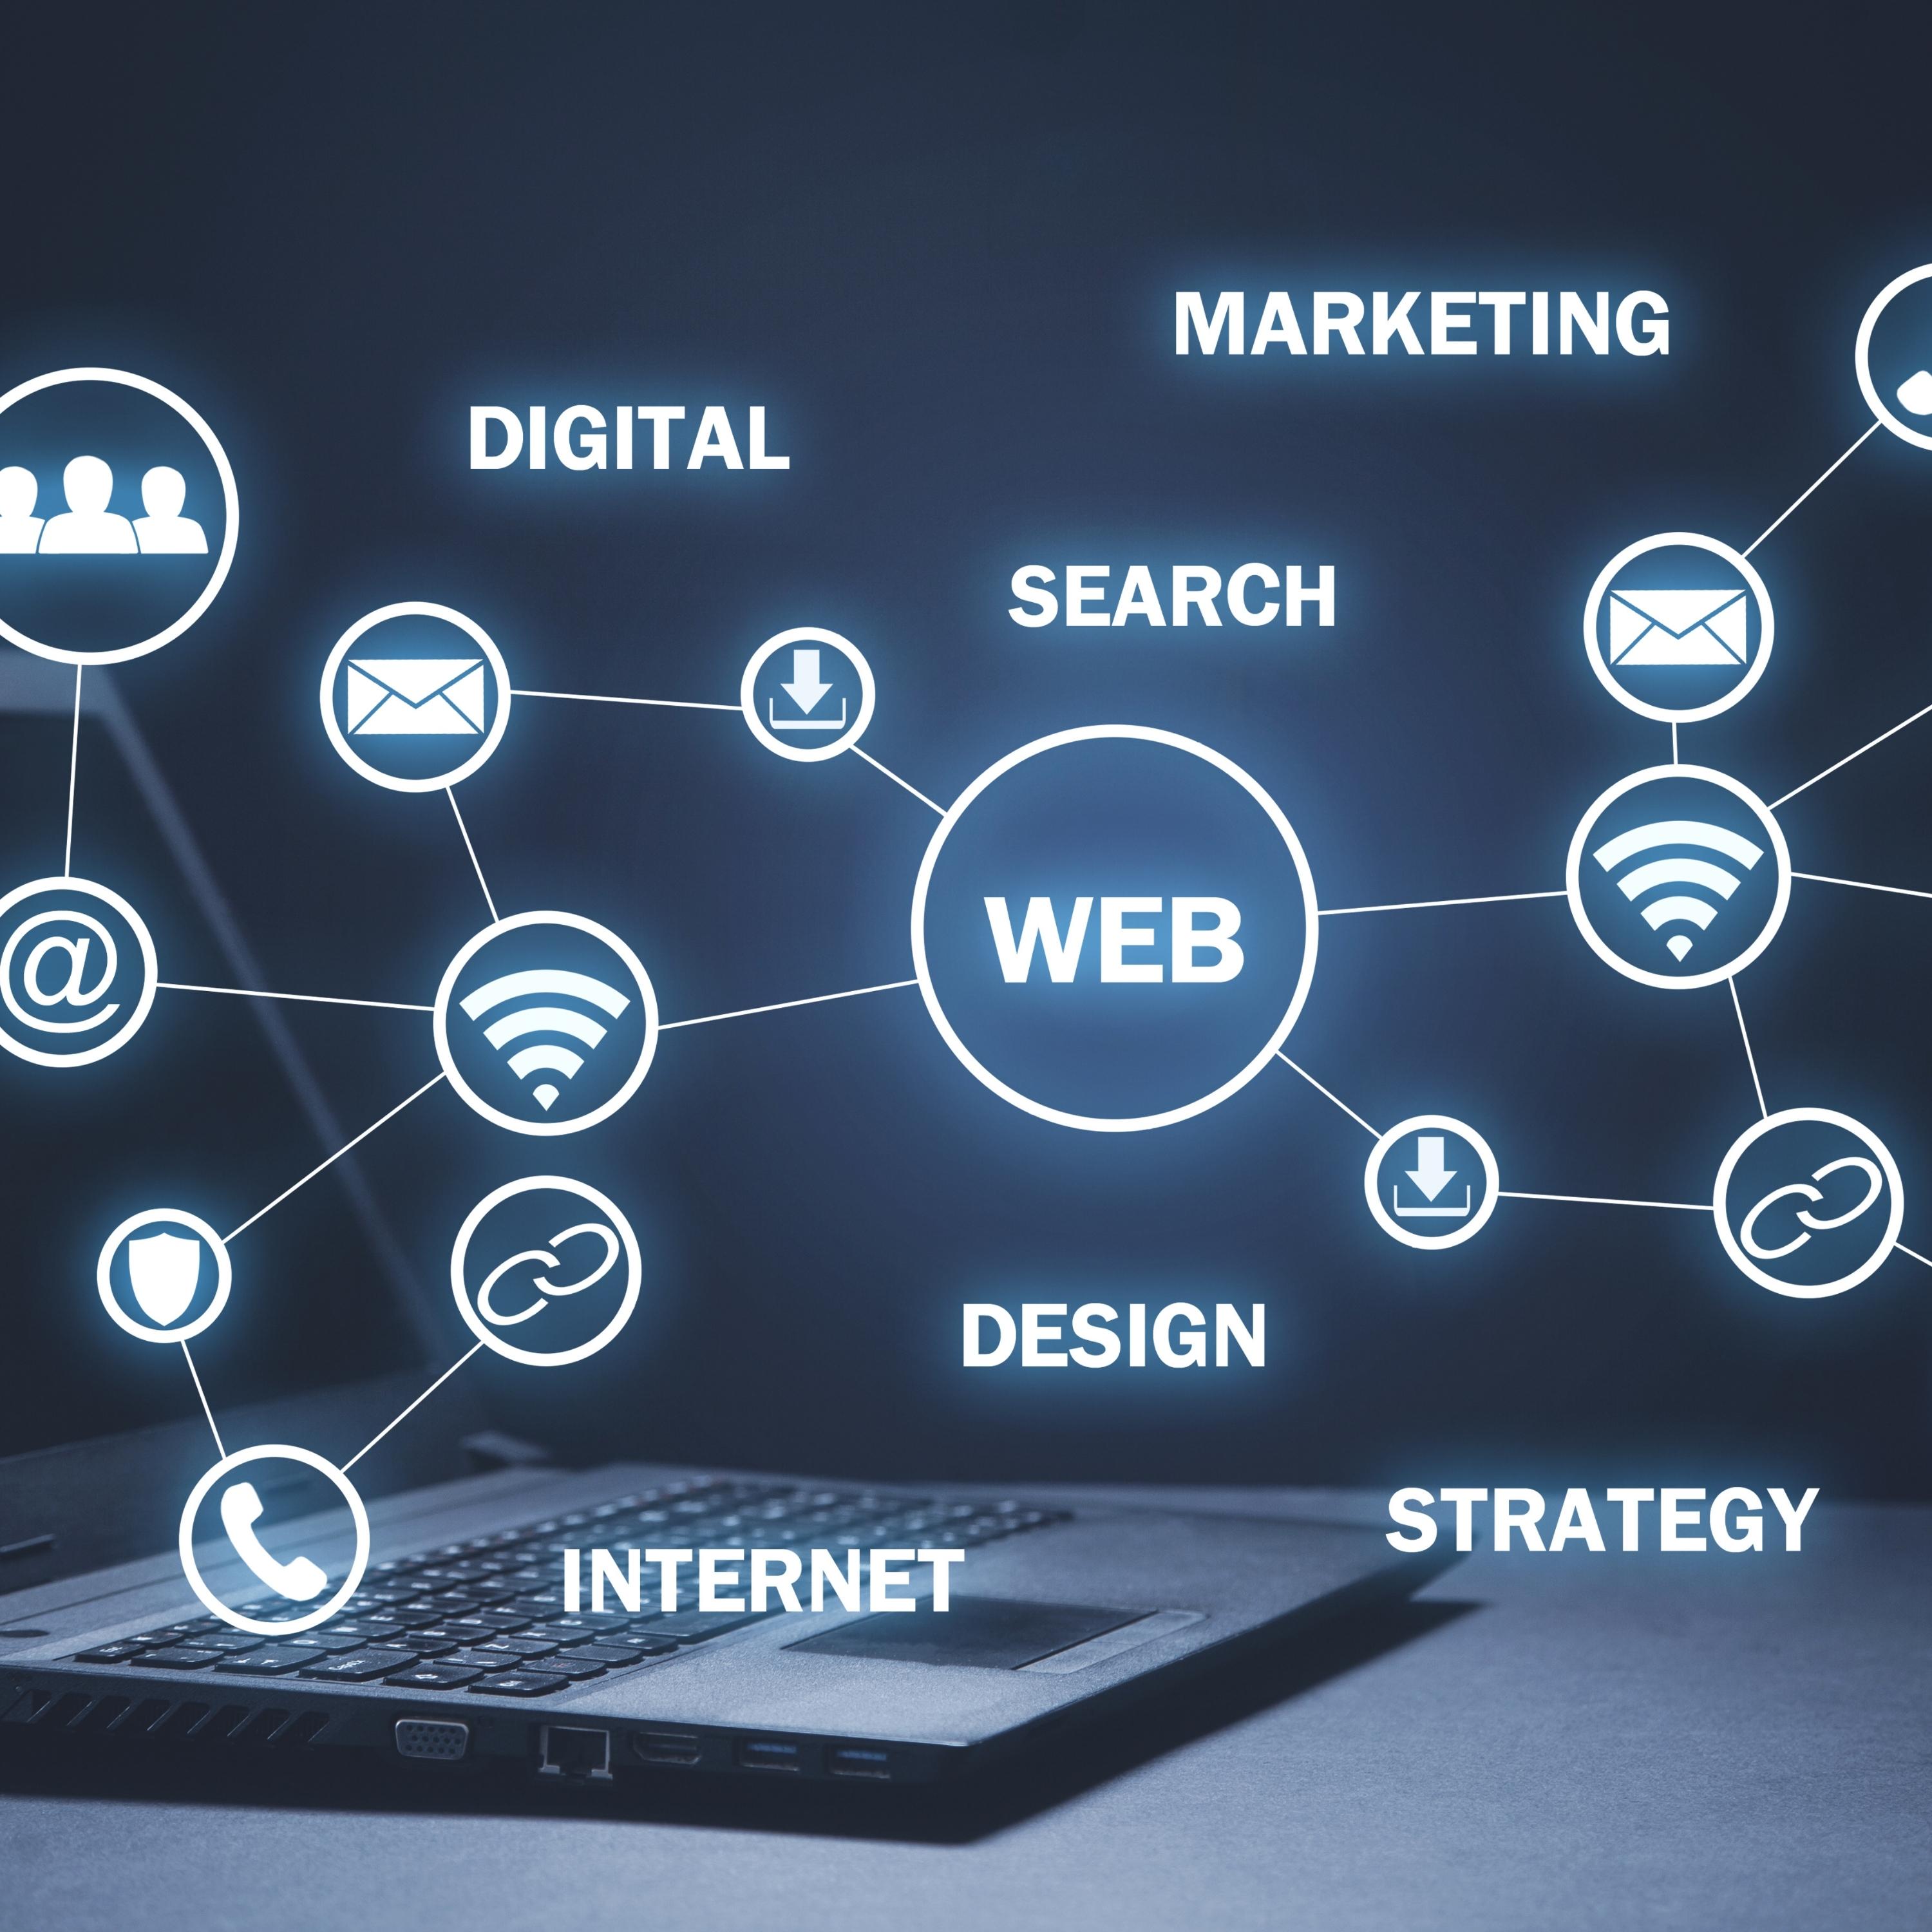 MARKETING
DIGITAL
SEARCH
WEB
@
DESIGN
STRATEGY
INTERNET